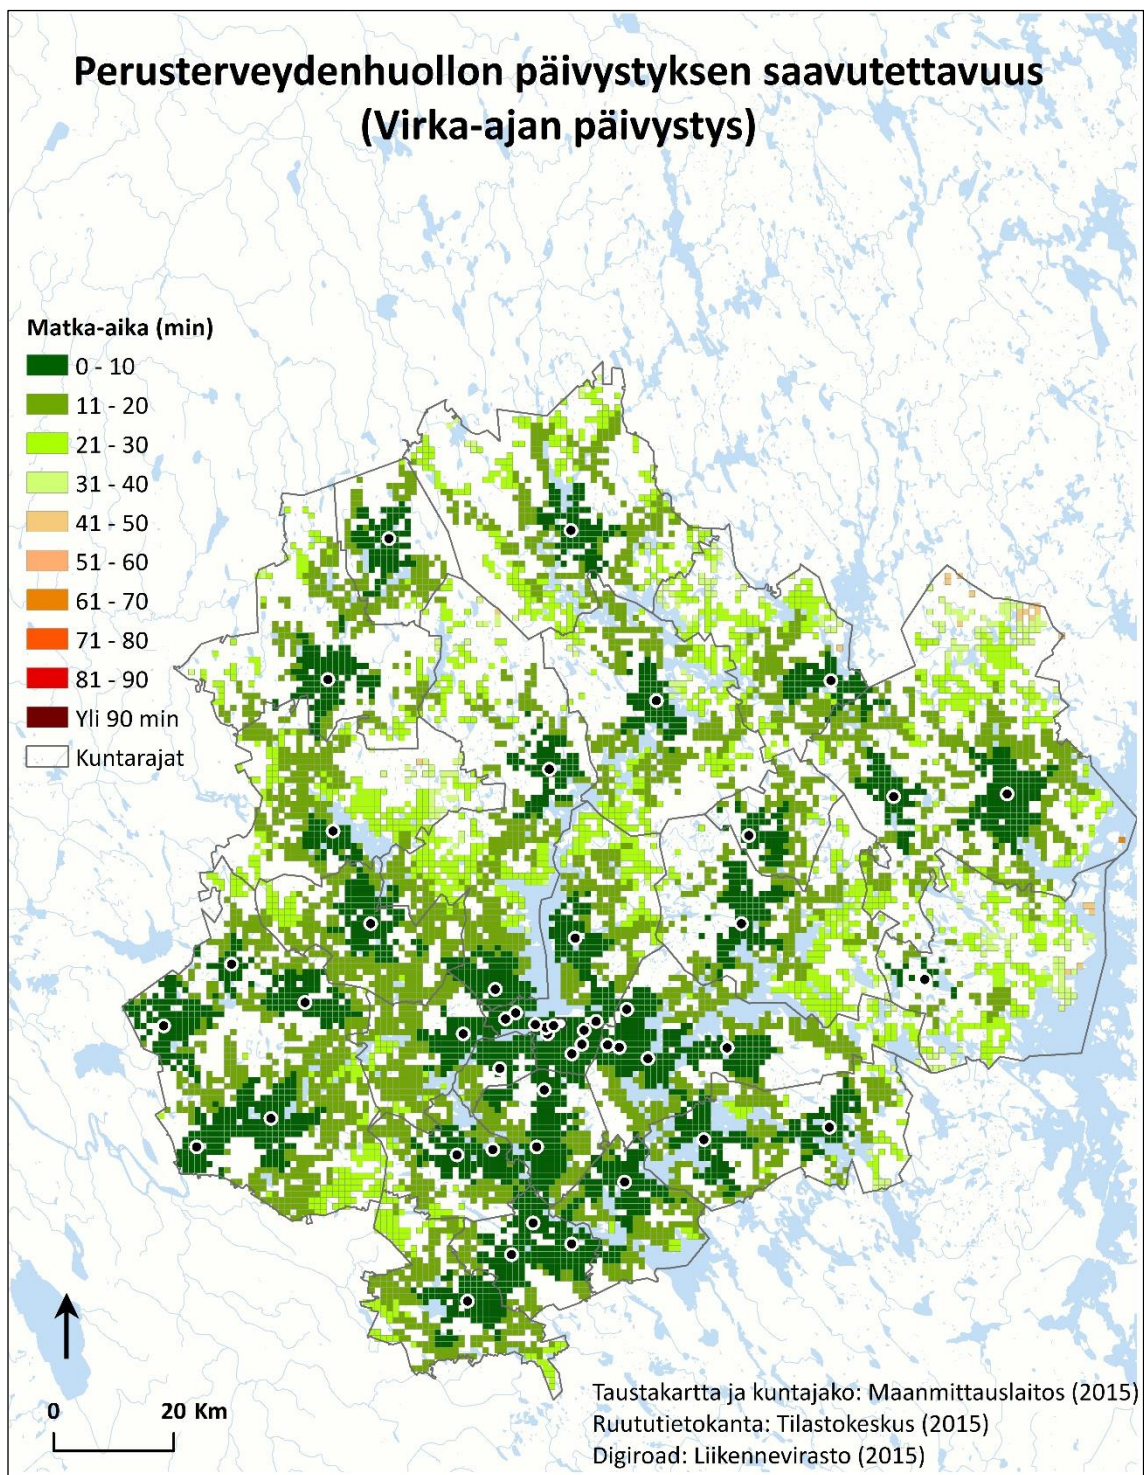 Perusterveydenhuollon päivystyksen saavutettavuus
(Virka-ajan päivystys)
Matka-aika (min)
0 - 10
11 - 20
21 - 30
31 - 40
41 - 50
51 - 60
61 - 70
71 - 80
81 - 90
Yli 90 min
Kuntarajat
0 20 Km
Taustakartta ja kuntajako: Maanmittauslaitos (2015)
Ruututietokanta: Tilastokeskus (2015)
Digiroad: Liikennevirasto (2015)